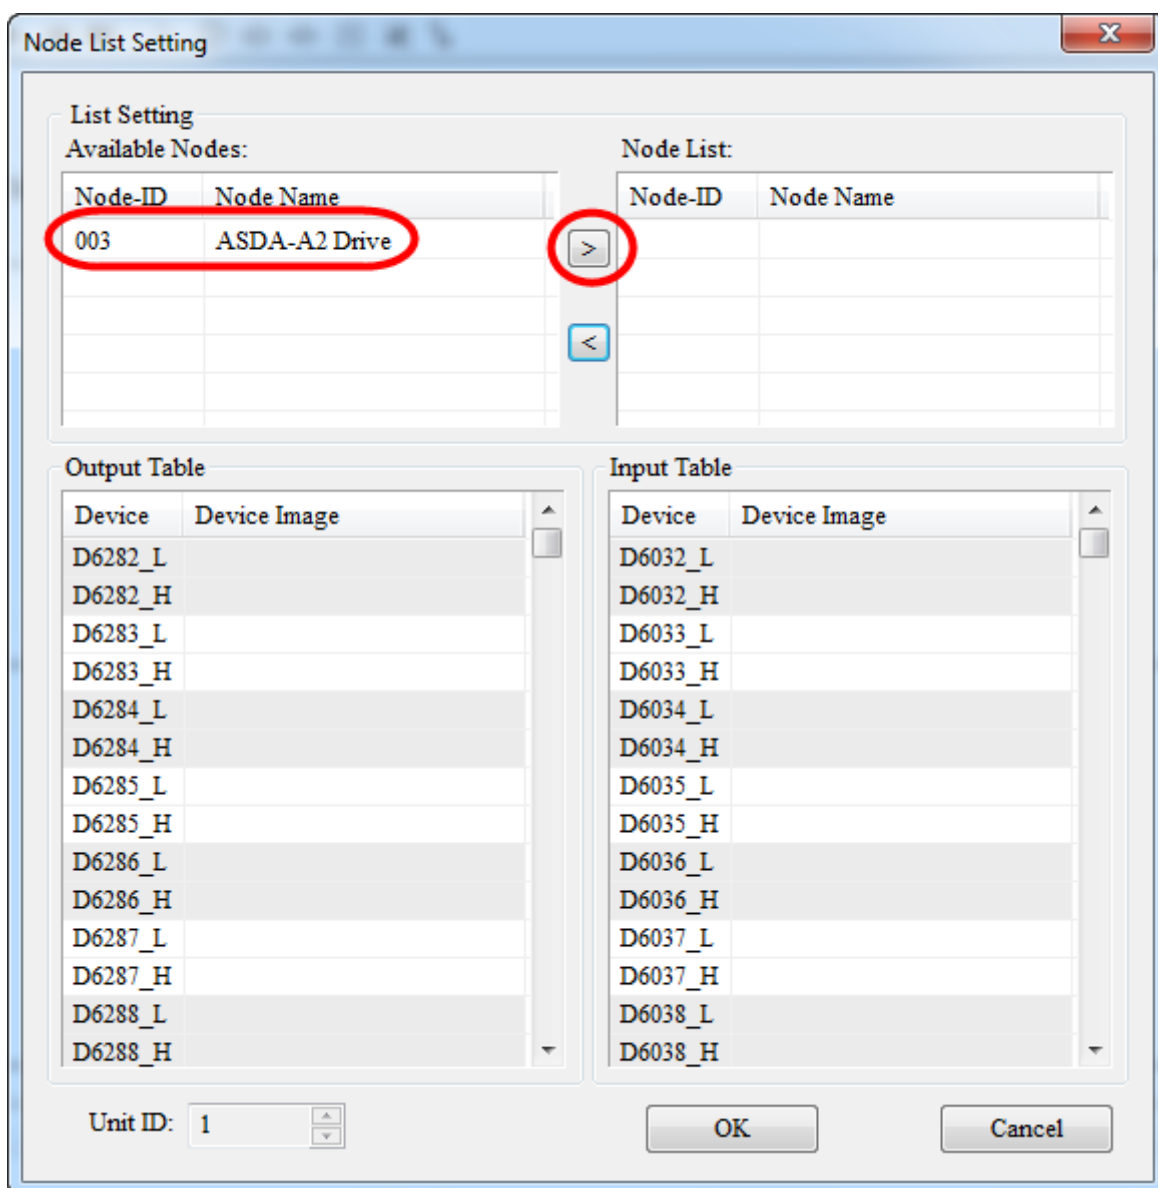 Node List Setting
x
List Setting
Available Nodes:
Node-ID Node Name
003 ASDA-A2 Drive
>
<
Node List:
Node-ID Node Name
Output Table
Device Device Image
D6282_L
D6282_H
D6283_L
D6283_H
D6284_L
D6284_H
D6285_L
D6285_H
D6286_L
D6286_H
D6287_L
D6287_H
D6288_L
D6288_H
Input Table
Device Device Image
D6032_L
D6032_H
D6033_L
D6033_H
D6034_L
D6034_H
D6035_L
D6035_H
D6036_L
D6036_H
D6037_L
D6037_H
D6038_L
D6038_H
Unit ID: 1
OK
Cancel